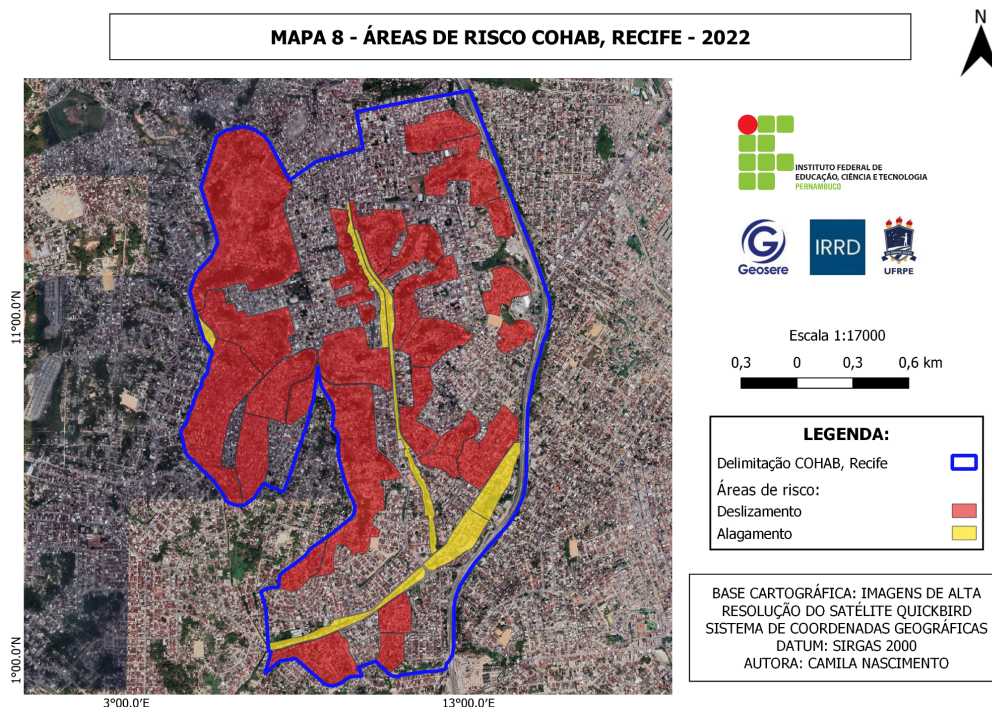 MAPA 8 - ÁREAS DE RISCO COHAB, RECIFE - 2022
N
INSTITUTO FEDERAL DE
EDUCAÇÃO, CIÊNCIA E TECNOLOGIA
PERNAMBUCO
Geosere
IRRD
UFRPE
11°00.0'N
1°00.0'N
3°00.0'E
13°00.0'E
Escala 1:17000
0,3 0 0,3 0,6 km
LEGENDA:
Delimitação COHAB, Recife
Áreas de risco:
Deslizamento
Alagamento
BASE CARTOGRÁFICA: IMAGENS DE ALTA
RESOLUÇÃO DO SATÉLITE QUICKBIRD
SISTEMA DE COORDENADAS GEOGRÁFICAS
DATUM: SIRGAS 2000
AUTORA: CAMILA NASCIMENTO